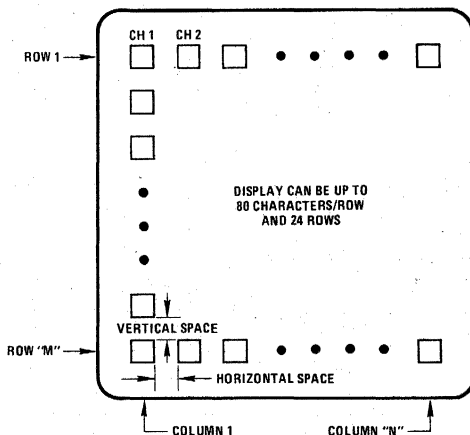 CH 1 CH 2
ROW 1
DISPLAY CAN BE UP TO
80 CHARACTERS/ROW
AND 24 ROWS
VERTICAL SPACE
ROW "M"
HORIZONTAL SPACE
COLUMN 1 COLUMN "N"